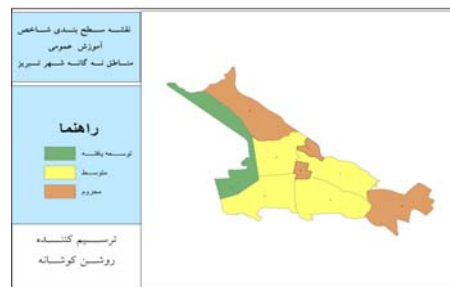 نقشه سطح بندی شاخص
آموزش عمومی
مناطق نه گانه شهر تبریز
راهنما
توسعه یافته
متوسط
محروم
ترسیم کننده
روشن کوشانه